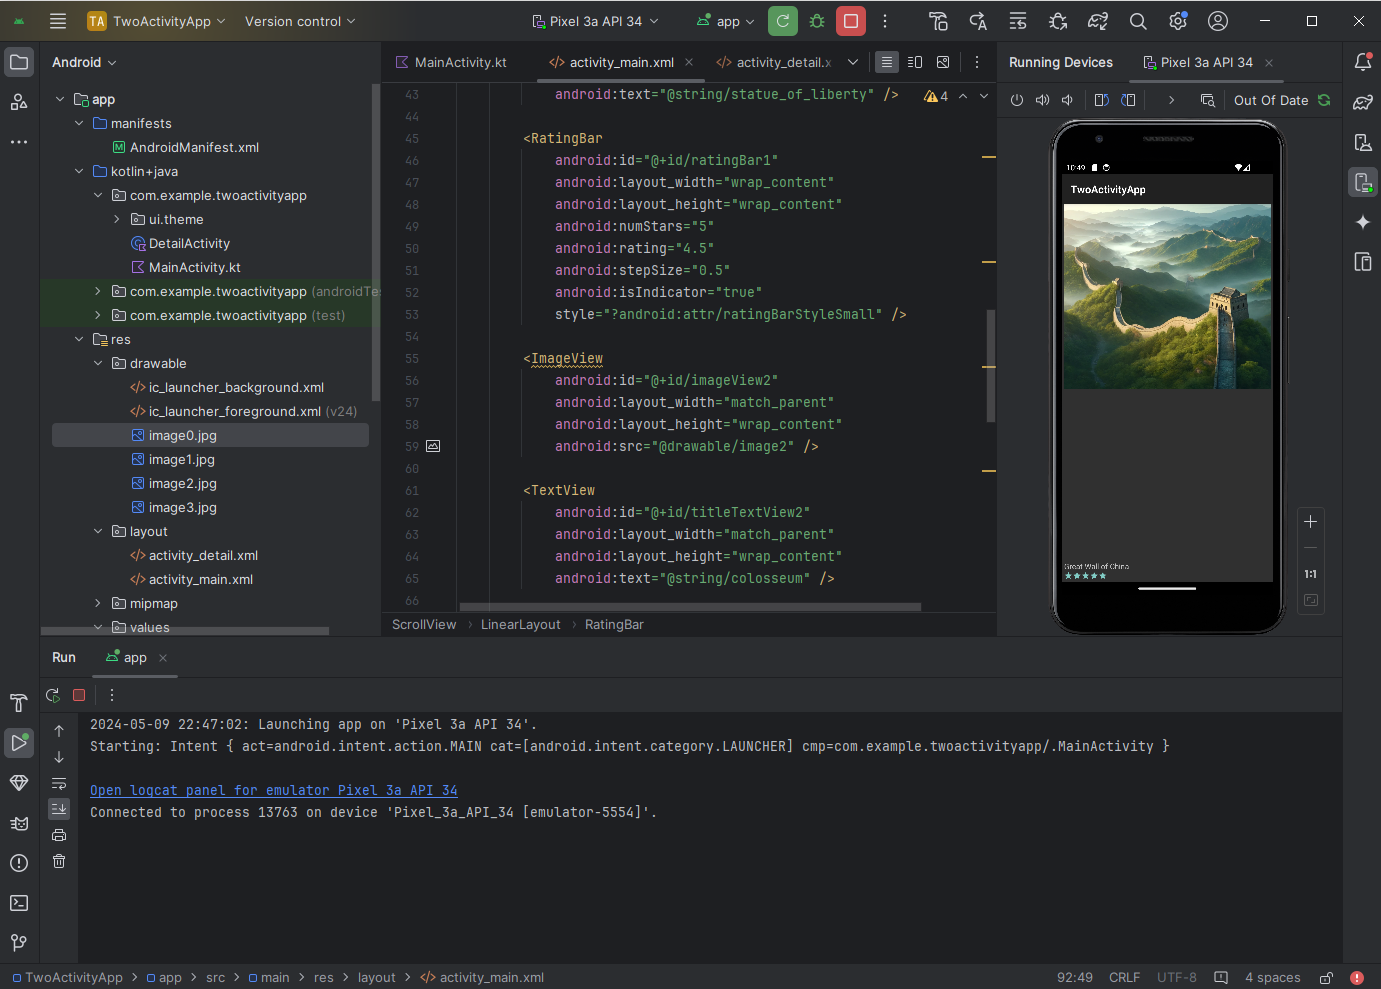 TA TwoActivityApp Version control Pixel 3a API 34 app
Android
MainActivity.kt activity_main.xml activity_detail.x
Running Devices Pixel 3a API 34
Out Of Date
app
manifests
AndroidManifest.xml
kotlin+java
com.example.twoactivityapp
ui.theme
DetailActivity
MainActivity.kt
com.example.twoactivityapp (androidTes
com.example.twoactivityapp (test)
res
drawable
ic_launcher_background.xml
ic_launcher_foreground.xml (v24)
image0.jpg
image1.jpg
image2.jpg
image3.jpg
layout
activity_detail.xml
activity_main.xml
mipmap
values
4
43 android:text="@string/statue_of_liberty" />
44
45 <RatingBar
46 android:id="@+id/ratingBar1"
47 android:layout_width="wrap_content"
48 android:layout_height="wrap_content"
49 android:numStars="5"
50 android:rating="4.5"
51 android:stepSize="0.5"
52 android:isIndicator="true"
53 style="?android:attr/ratingBarStyleSmall" />
54
55 <ImageView
56 android:id="@+id/imageView2"
57 android:layout_width="match_parent"
58 android:layout_height="wrap_content"
59 android:src="@drawable/image2" />
60
61 <TextView
62 android:id="@+id/titleTextView2"
63 android:layout_width="match_parent"
64 android:layout_height="wrap_content"
65 android:text="@string/colosseum" />
66
ScrollView LinearLayout RatingBar
10:49
TwoActivityApp
Great Wall of China
1:1
Run app
2024-05-09 22:47:02: Launching app on 'Pixel 3a API 34'.
Starting: Intent { act=android.intent.action.MAIN cat=[android.intent.category.LAUNCHER] cmp=com.example.twoactivityapp/.MainActivity }
Open logcat panel for emulator Pixel 3a API 34
Connected to process 13763 on device 'Pixel_3a_API_34 [emulator-5554]'.
TwoActivityApp > app > src > main > res > layout > activity_main.xml 92:49 CRLF UTF-8 4 spaces